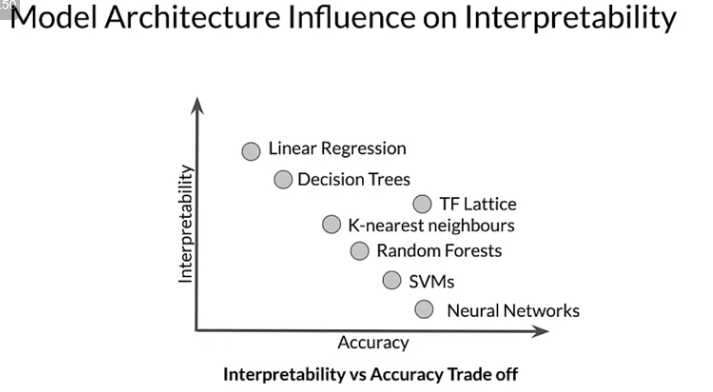 Model Architecture Influence on Interpretability
Interpretability
Linear Regression
Decision Trees
TF Lattice
K-nearest neighbours
Random Forests
SVMs
Neural Networks
Accuracy
Interpretability vs Accuracy Trade off